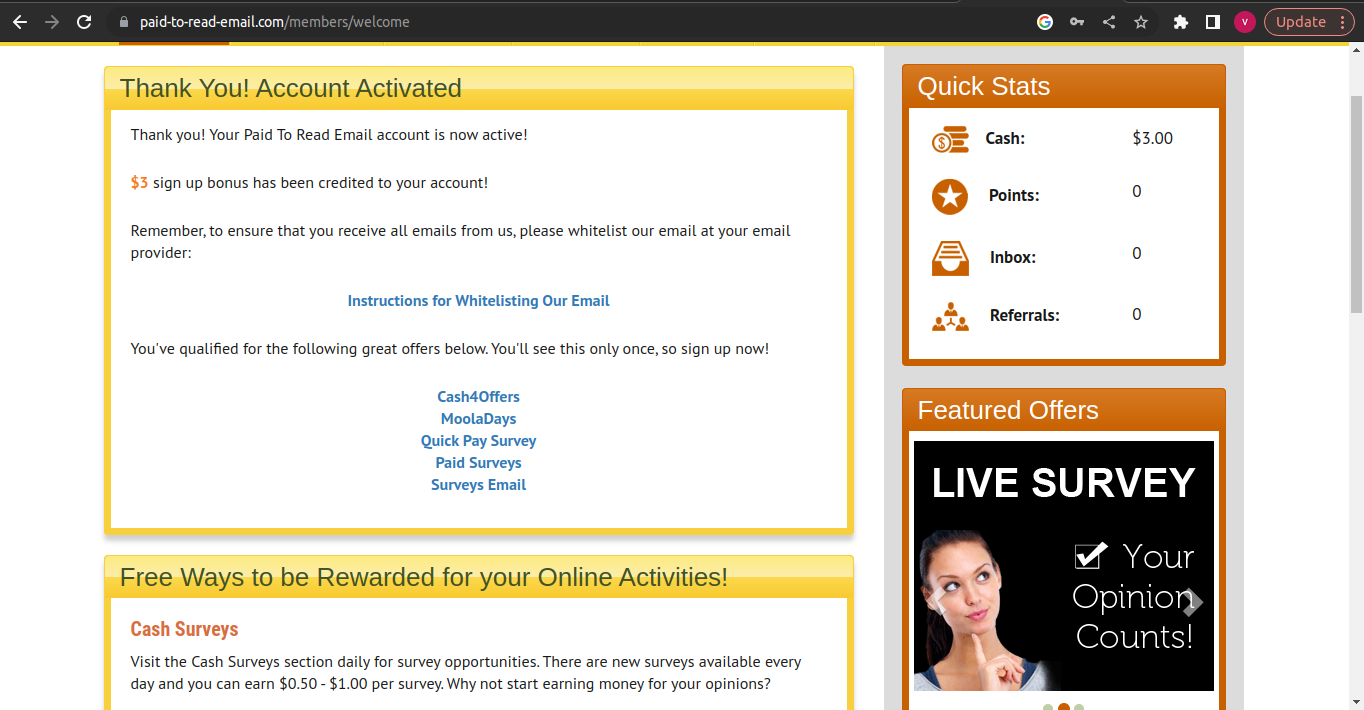 paid-to-read-email.com/members/welcome
V
Update
Thank You! Account Activated
Thank you! Your Paid To Read Email account is now active!
$3 sign up bonus has been credited to your account!
Remember, to ensure that you receive all emails from us, please whitelist our email at your email
provider:
Instructions for Whitelisting Our Email
You've qualified for the following great offers below. You'll see this only once, so sign up now!
Cash4Offers
MoolaDays
Quick Pay Survey
Paid Surveys
Surveys Email
Free Ways to be Rewarded for your Online Activities!
Cash Surveys
Visit the Cash Surveys section daily for survey opportunities. There are new surveys available every
day and you can earn $0.50 - $1.00 per survey. Why not start earning money for your opinions?
Quick Stats
$
Cash: $3.00
Points: 0
Inbox: 0
Referrals: 0
Featured Offers
LIVE SURVEY
Your
Opinion
Counts!